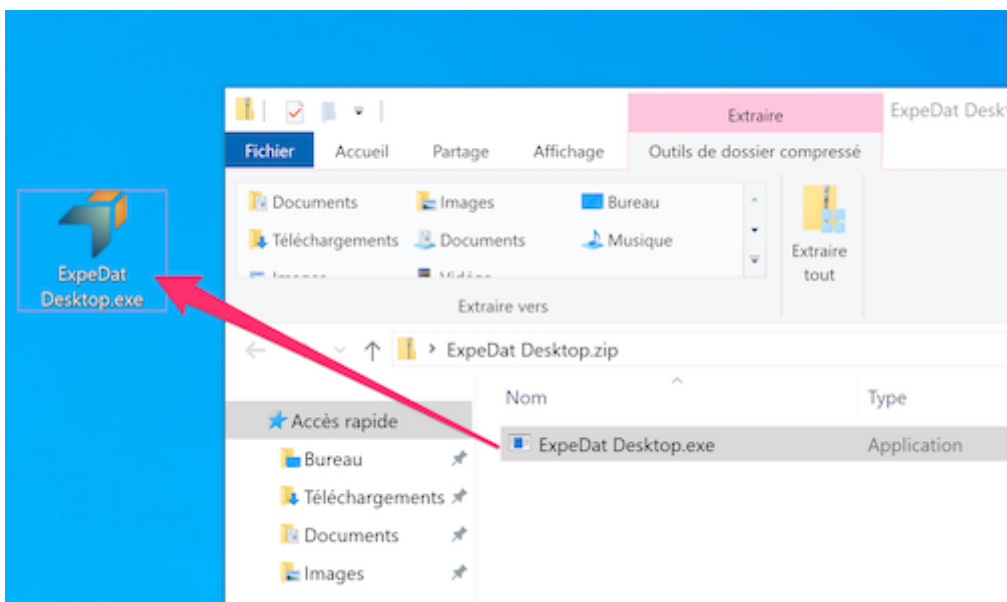 Extraire
ExpeDat Desk
Fichier
Accueil
Partage
Affichage
Outils de dossier compressé
Documents
Images
Bureau
Téléchargements
Documents
Musique
Extraire
tout
Extraire vers
ExpeDat
Desktop.exe
ExpeDat Desktop.zip
Nom
Type
Accès rapide
ExpeDat Desktop.exe
Application
Bureau
Téléchargements
Documents
Images